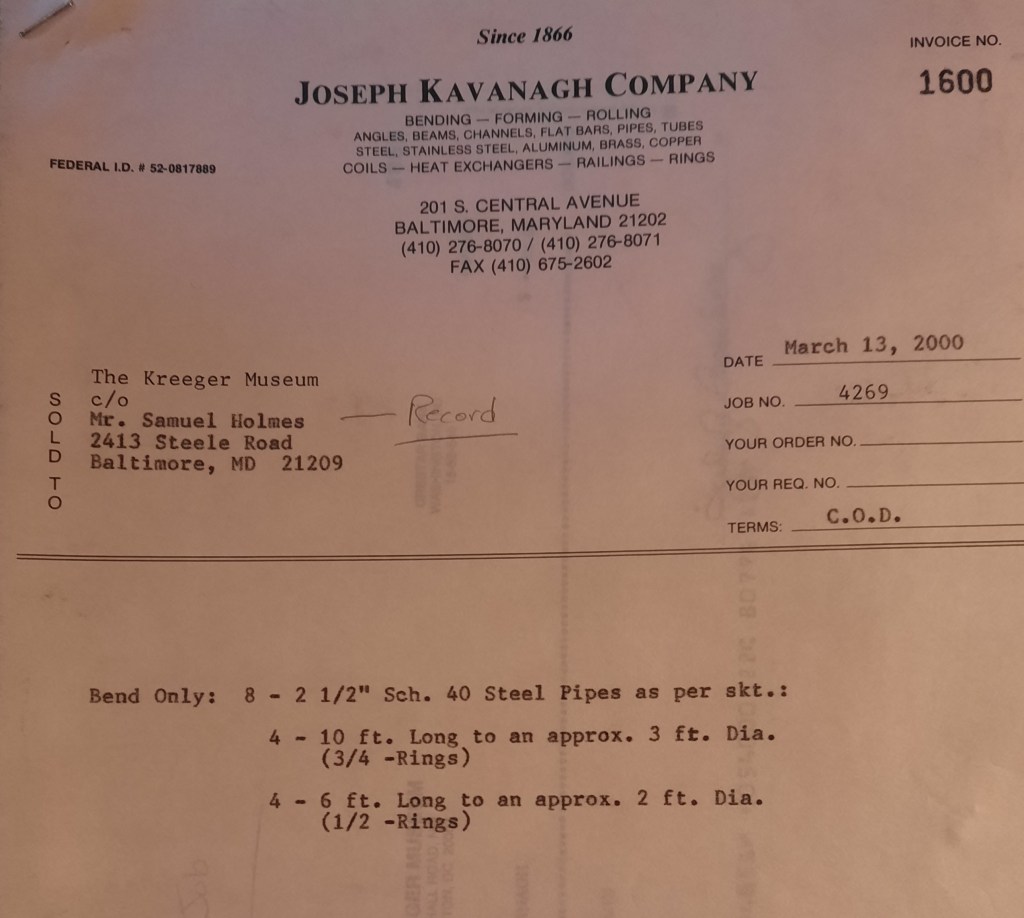 Since 1866
INVOICE NO.
1600
JOSEPH KAVANAGH COMPANY
BENDING — FORMING — ROLLING
ANGLES, BEAMS, CHANNELS, FLAT BARS, PIPES, TUBES
STEEL, STAINLESS STEEL, ALUMINUM, BRASS, COPPER
COILS — HEAT EXCHANGERS — RAILINGS — RINGS
FEDERAL I.D. # 52-0817889
201 S. CENTRAL AVENUE
BALTIMORE, MARYLAND 21202
(410) 276-8070 / (410) 276-8071
FAX (410) 675-2602
SOLD TO
The Kreeger Museum
c/o
Mr. Samuel Holmes — Record
2413 Steele Road
Baltimore, MD 21209
DATE March 13, 2000
JOB NO. 4269
YOUR ORDER NO.
YOUR REQ. NO.
TERMS: C.O.D.
Bend Only: 8 - 2 1/2" Sch. 40 Steel Pipes as per skt.:
4 - 10 ft. Long to an approx. 3 ft. Dia.
(3/4 -Rings)
4 - 6 ft. Long to an approx. 2 ft. Dia.
(1/2 -Rings)